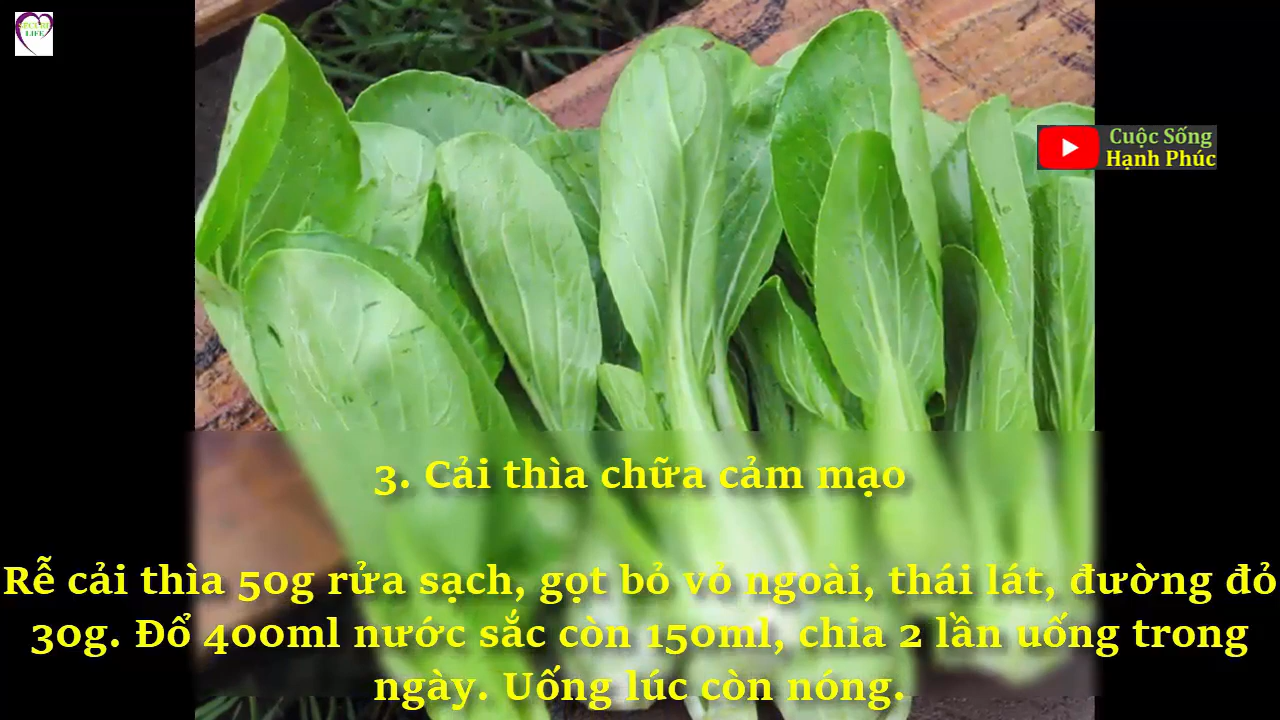 SECURE
LIFE
Cuộc Sống
Hạnh Phúc
3. Cải thìa chữa cảm mạo
Rễ cải thìa 50g rửa sạch, gọt bỏ vỏ ngoài, thái lát, đường đỏ
30g. Đổ 400ml nước sắc còn 150ml, chia 2 lần uống trong
ngày. Uống lúc còn nóng.